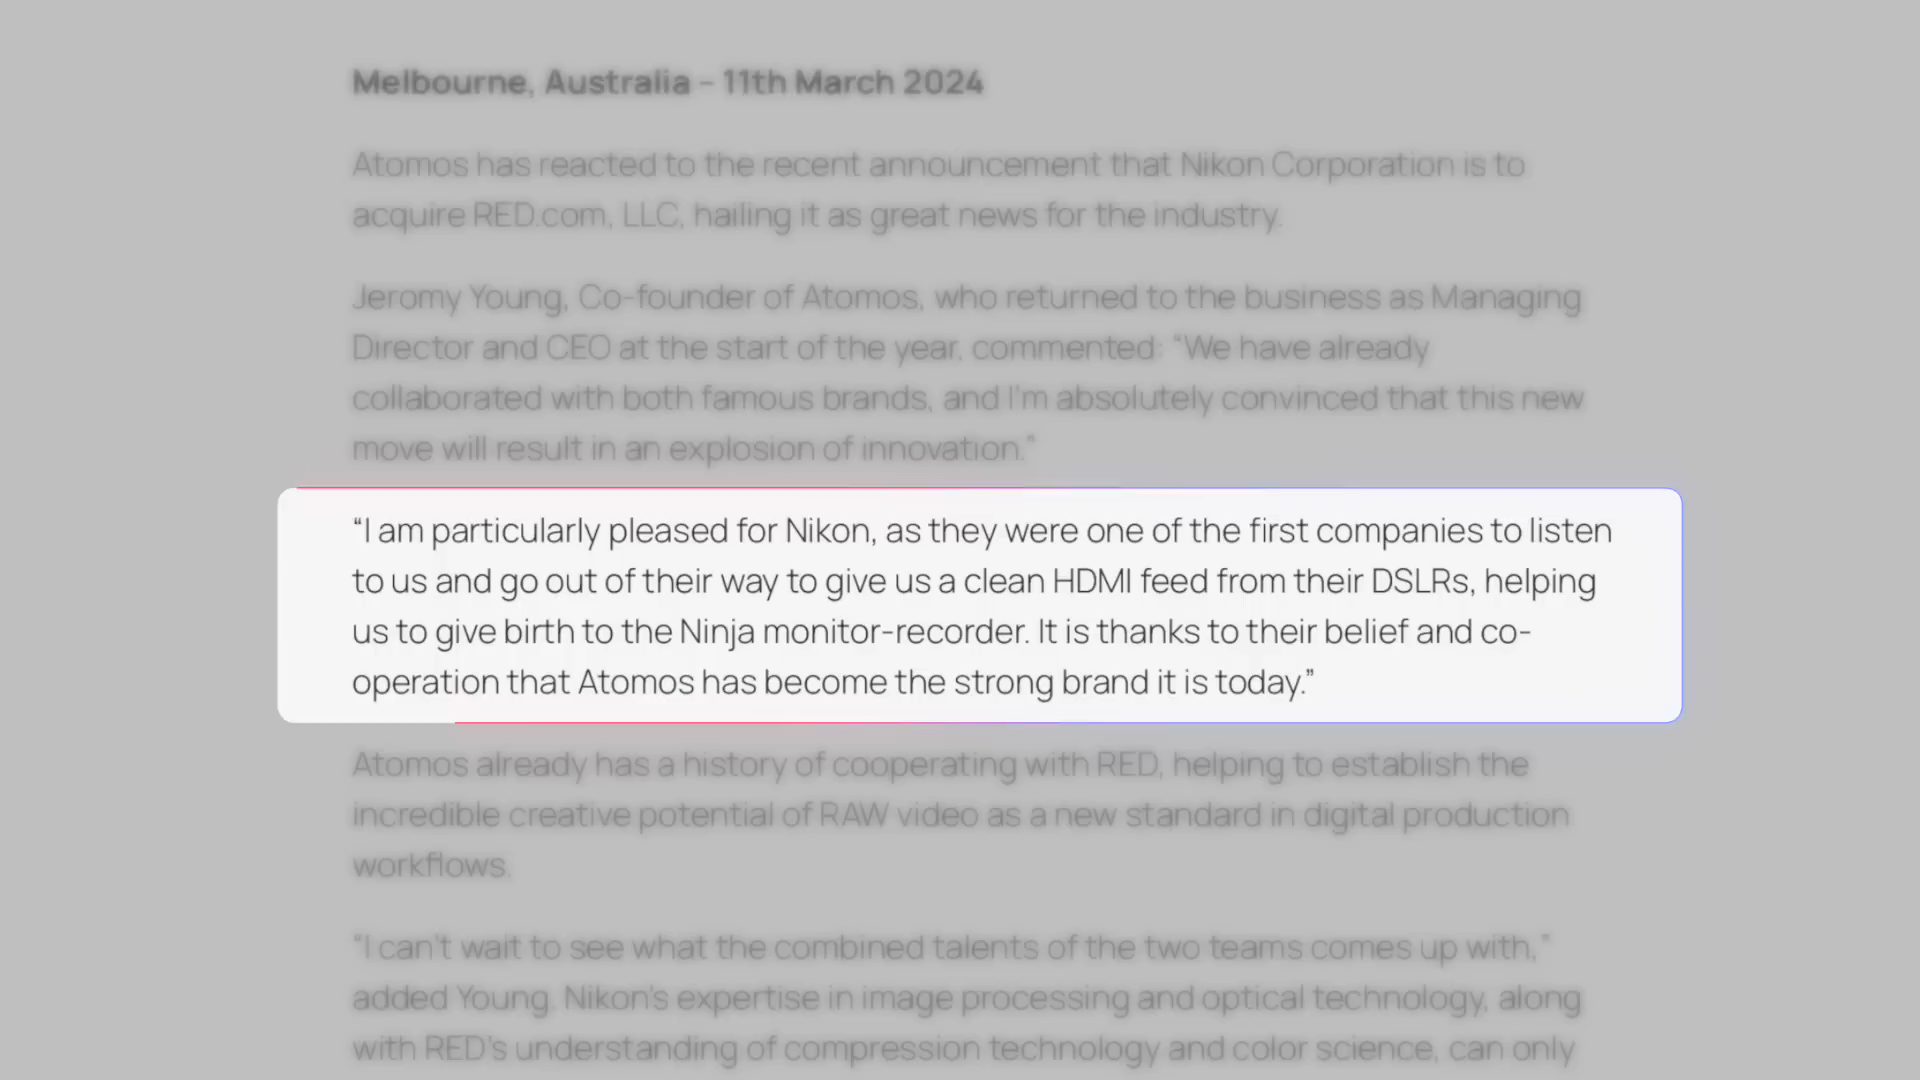 Melbourne, Australia – 11th March 2024
Atomos has reacted to the recent announcement that Nikon Corporation is to
acquire RED.com, LLC, hailing it as great news for the industry.
Jeromy Young, Co-founder of Atomos, who returned to the business as Managing
Director and CEO at the start of the year, commented: “We have already
collaborated with both famous brands, and I’m absolutely convinced that this new
move will result in an explosion of innovation.”
“I am particularly pleased for Nikon, as they were one of the first companies to listen
to us and go out of their way to give us a clean HDMI feed from their DSLRs, helping
us to give birth to the Ninja monitor-recorder. It is thanks to their belief and co-
operation that Atomos has become the strong brand it is today.”
Atomos already has a history of cooperating with RED, helping to establish the
incredible creative potential of RAW video as a new standard in digital production
workflows.
“I can’t wait to see what the combined talents of the two teams comes up with,”
added Young. Nikon’s expertise in image processing and optical technology, along
with RED’s understanding of compression technology and color science, can only